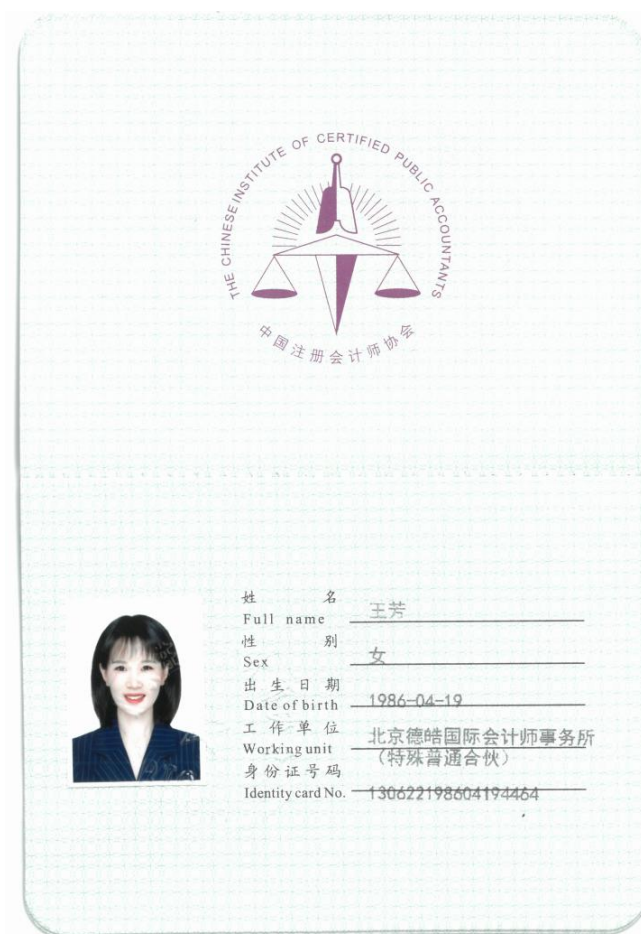 THE CHINESE INSTITUTE OF CERTIFIED PUBLIC ACCOUNTANTS
中国注册会计师协会
姓 名 王芳
Full name
性 别 女
Sex
出生日期
Date of birth 1986-04-19
工作单位 北京德皓国际会计师事务所
Working unit (特殊普通合伙)
身份证号码
Identity card No. 130622198604194464